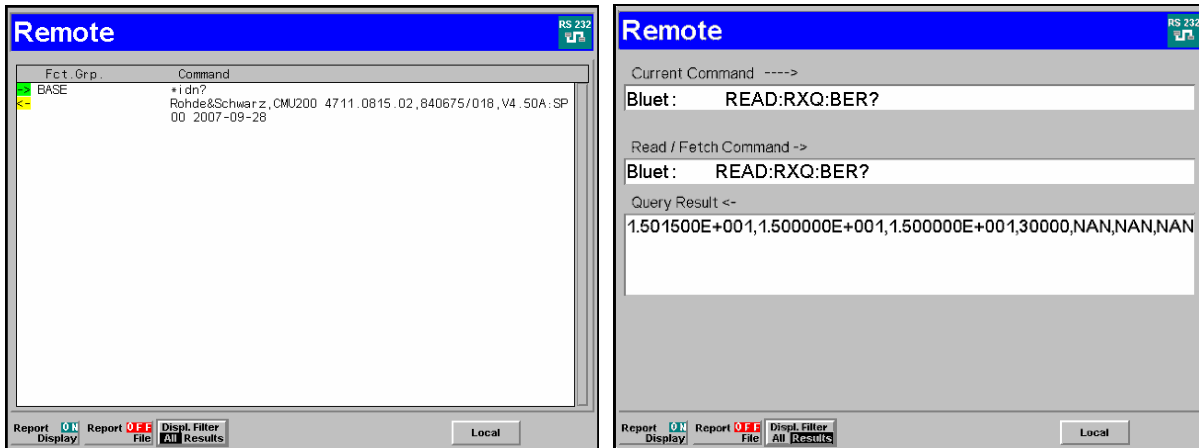 Remote
RS 232
Fct.Grp. Command
-> BASE *idn?
<- Rohde&Schwarz,CMU200 4711.0815.02,840675/018,V4.50A:SP
00 2007-09-28
Report Display ON Report File OFF Displ. Filter All Results Local
Remote
RS 232
Current Command ---->
Bluet: READ:RXQ:BER?
Read / Fetch Command ->
Bluet: READ:RXQ:BER?
Query Result <-
1.501500E+001,1.500000E+001,1.500000E+001,30000,NAN,NAN,NAN
Report Display ON Report File OFF Displ. Filter All Results Local